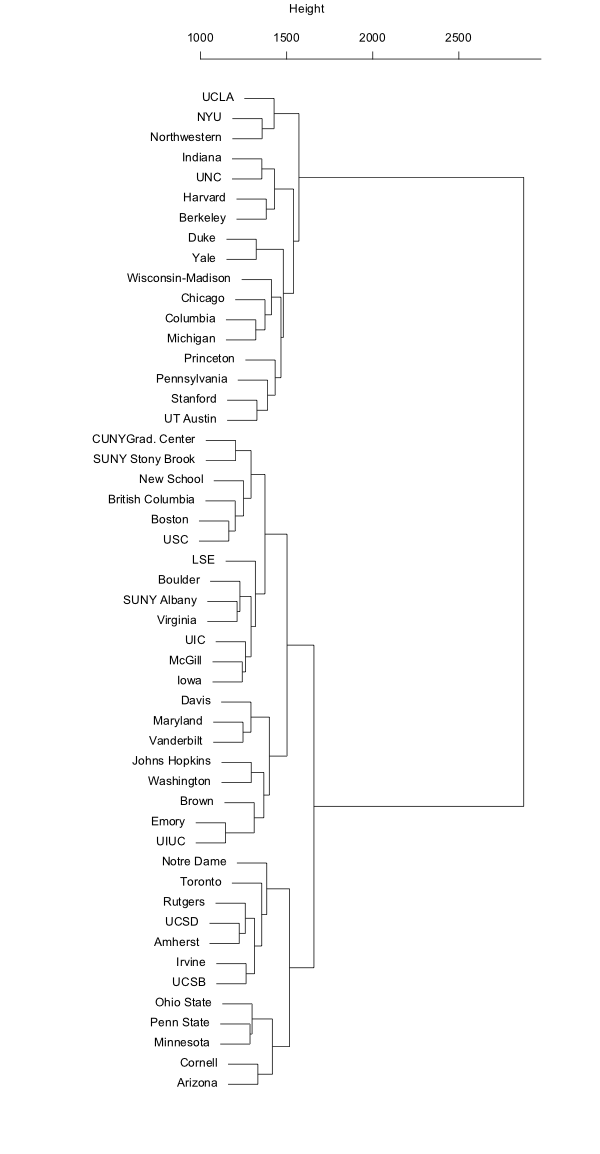 Height
1000 1500 2000 2500
UCLA
NYU
Northwestern
Indiana
UNC
Harvard
Berkeley
Duke
Yale
Wisconsin-Madison
Chicago
Columbia
Michigan
Princeton
Pennsylvania
Stanford
UT Austin
CUNYGrad. Center
SUNY Stony Brook
New School
British Columbia
Boston
USC
LSE
Boulder
SUNY Albany
Virginia
UIC
McGill
Iowa
Davis
Maryland
Vanderbilt
Johns Hopkins
Washington
Brown
Emory
UIUC
Notre Dame
Toronto
Rutgers
UCSD
Amherst
Irvine
UCSB
Ohio State
Penn State
Minnesota
Cornell
Arizona